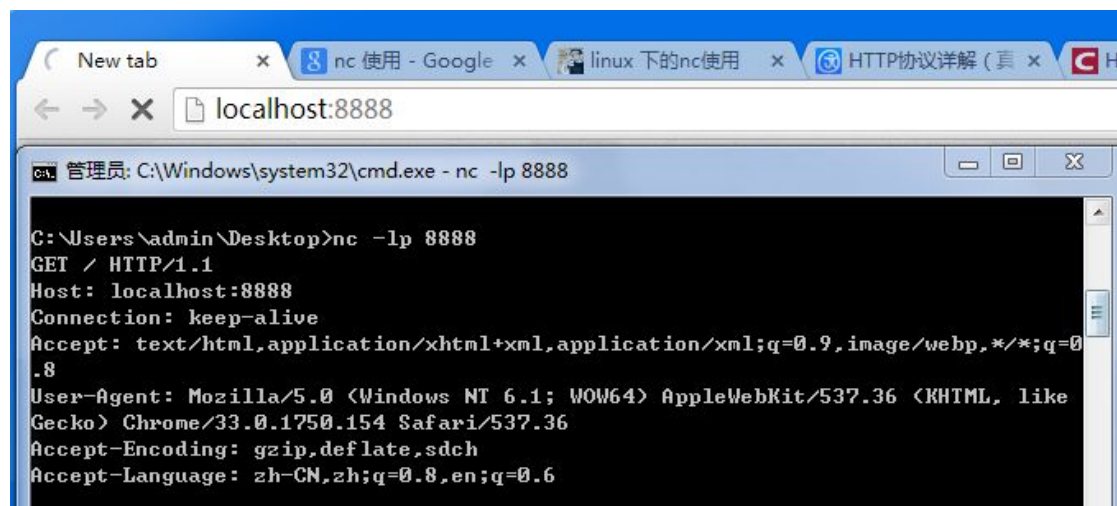 New tab
nc 使用 - Google
linux 下的nc使用
HTTP协议详解（真
H
localhost:8888
管理员: C:\Windows\system32\cmd.exe - nc  -lp 8888
C:\Users\admin\Desktop>nc -lp 8888
GET / HTTP/1.1
Host: localhost:8888
Connection: keep-alive
Accept: text/html,application/xhtml+xml,application/xml;q=0.9,image/webp,*/*;q=0
.8
User-Agent: Mozilla/5.0 (Windows NT 6.1; WOW64) AppleWebKit/537.36 (KHTML, like
Gecko) Chrome/33.0.1750.154 Safari/537.36
Accept-Encoding: gzip,deflate,sdch
Accept-Language: zh-CN,zh;q=0.8,en;q=0.6